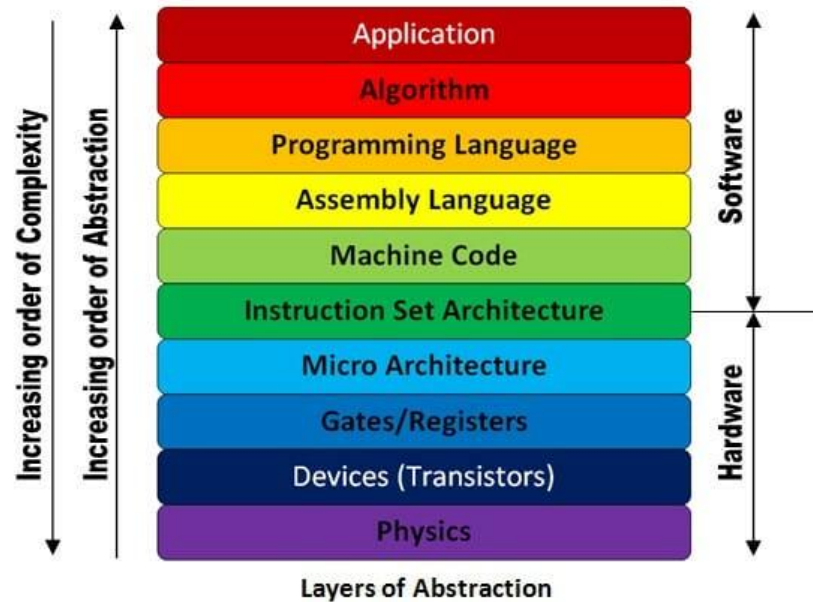 Application
Algorithm
Programming Language
Assembly Language
Machine Code
Instruction Set Architecture
Micro Architecture
Gates/Registers
Devices (Transistors)
Physics
Increasing order of Complexity
Increasing order of Abstraction
Software
Hardware
Layers of Abstraction